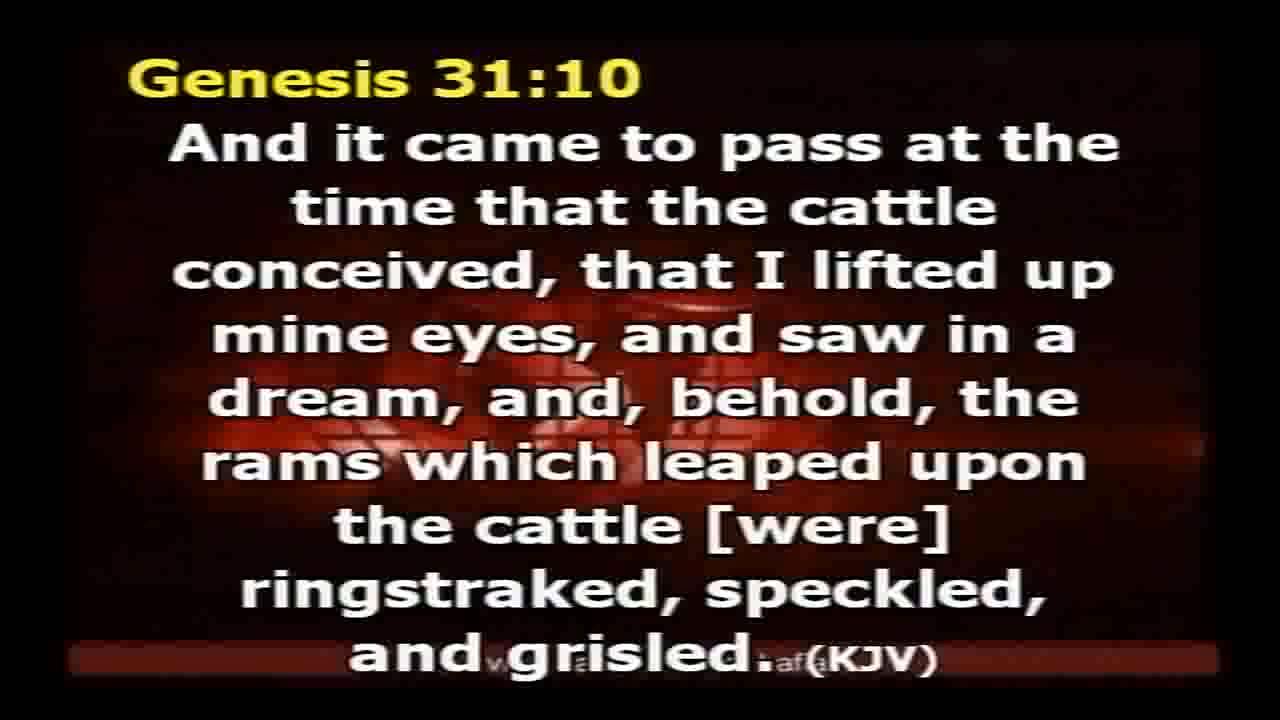 Genesis 31:10
And it came to pass at the
time that the cattle
conceived, that I lifted up
mine eyes, and saw in a
dream, and, behold, the
rams which leaped upon
the cattle [were]
ringstraked, speckled,
and grisled. (KJV)